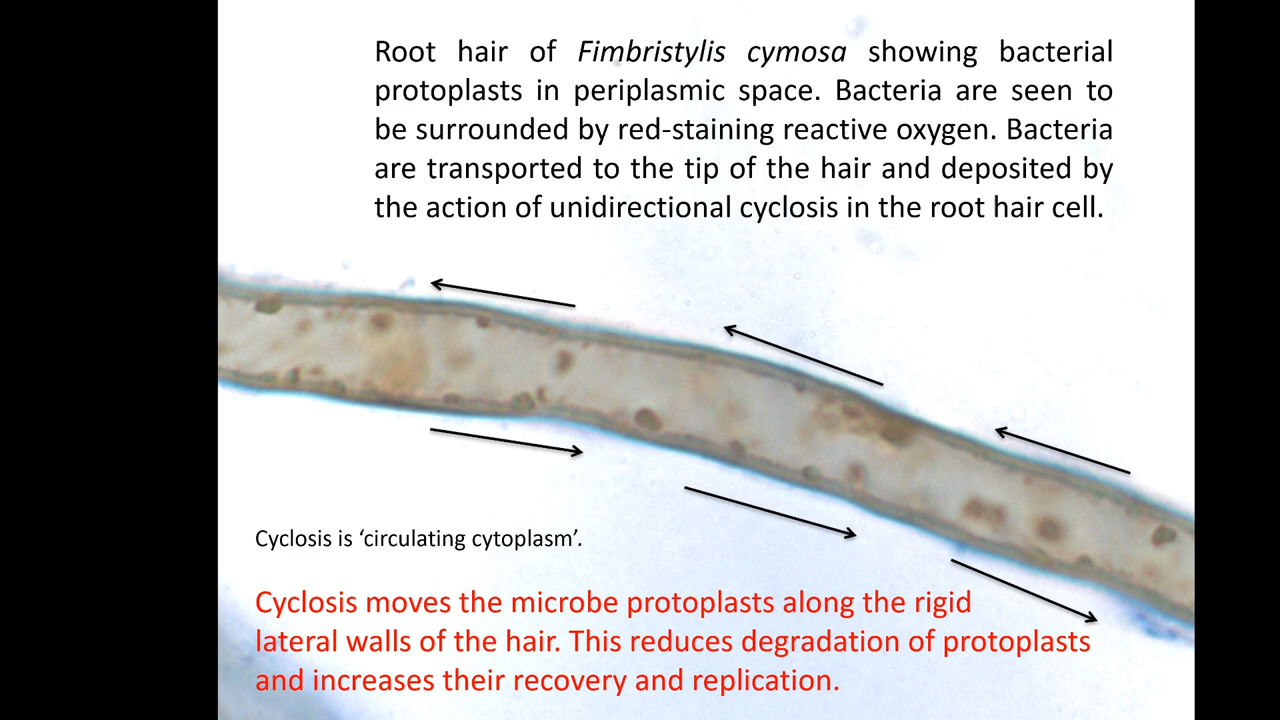 Root hair of Fimbristylis cymosa showing bacterial
protoplasts in periplasmic space. Bacteria are seen to
be surrounded by red-staining reactive oxygen. Bacteria
are transported to the tip of the hair and deposited by
the action of unidirectional cyclosis in the root hair cell.
Cyclosis is ‘circulating cytoplasm’.
Cyclosis moves the microbe protoplasts along the rigid
lateral walls of the hair. This reduces degradation of protoplasts
and increases their recovery and replication.